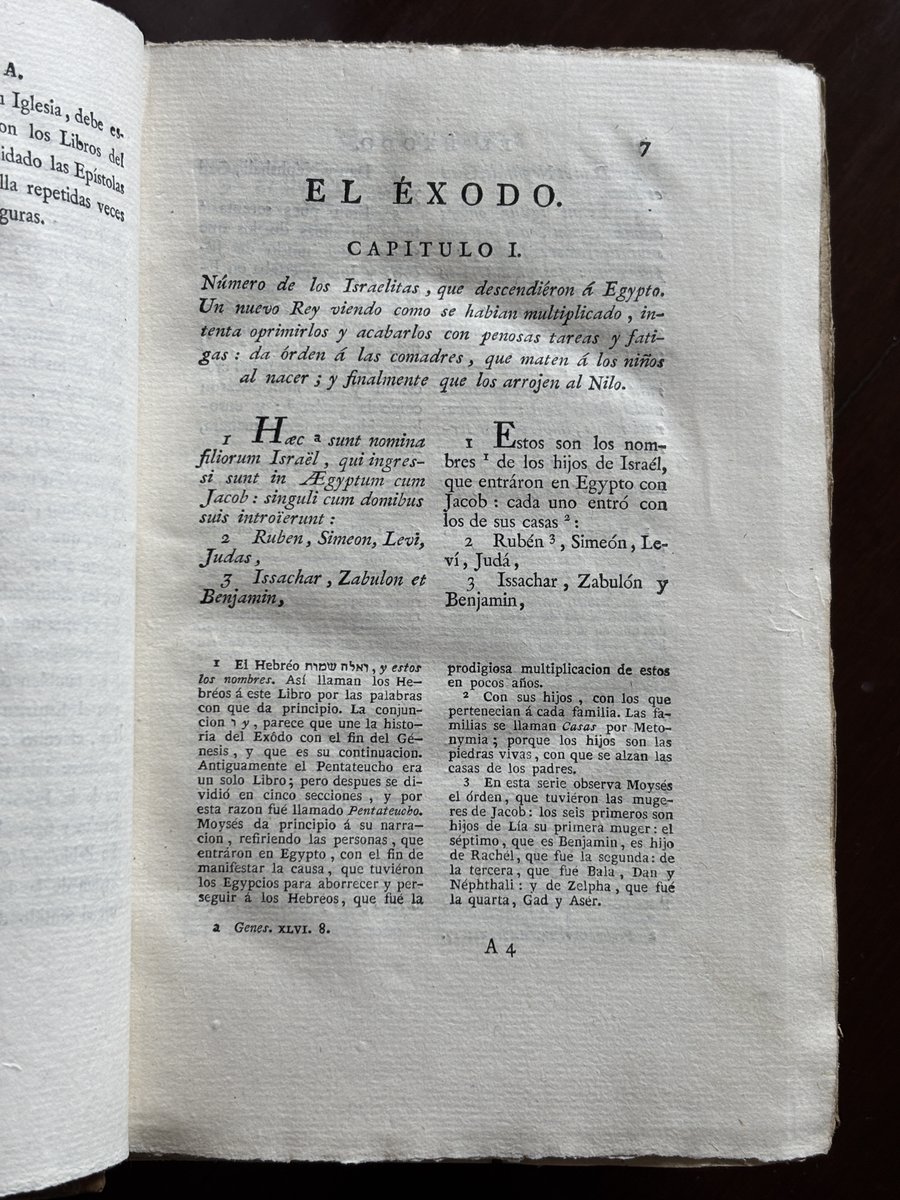 A.
Iglesia, debe es-
on los Libros del
idado las Epístolas
lla repetidas veces
guras.
7
EL ÉXODO.
CAPITULO I.
Número de los Israelitas, que descendiéron á Egypto.
Un nuevo Rey viendo como se habian multiplicado, in-
tenta oprimirlos y acabarlos con penosas tareas y fati-
gas: da órden á las comadres, que maten á los niños
al nacer; y finalmente que los arrojen al Nilo.
1 Hæc a sunt nomina
filiorum Israël, qui ingres-
si sunt in Ægyptum cum
Jacob: singuli cum domibus
suis introïerunt:
2 Ruben, Simeon, Levi,
Judas,
3 Issachar, Zabulon et
Benjamin,
1 Estos son los nom-
bres 1 de los hijos de Israél,
que entráron en Egypto con
Jacob: cada uno entró con
los de sus casas 2:
2 Rubén 3, Simeón, Le-
ví, Judá,
3 Issachar, Zabulón y
Benjamin,
1 El Hebréo ואלה שמות, y estos
los nombres. Así llaman los He-
bréos á este Libro por las palabras
con que da principio. La conjun-
cion ו y, parece que une la histo-
ria del Exôdo con el fin del Gé-
nesis, y que es su continuacion.
Antiguamente el Pentateucho era
un solo Libro; pero despues se di-
vidió en cinco secciones, y por
esta razon fué llamado Pentateucho.
Moysés da principio á su narra-
cion, refiriendo las personas, que
entráron en Egypto, con el fin de
manifestar la causa, que tuviéron
los Egypcios para aborrecer y per-
seguir á los Hebreos, que fué la
prodigiosa multiplicacion de estos
en pocos años.
2 Con sus hijos, con los que
pertenecian á cada familia. Las fa-
milias se llaman Casas por Meto-
nymia; porque los hijos son las
piedras vivas, con que se alzan las
casas de los padres.
3 En esta serie observa Moysés
el órden, que tuviéron las muge-
res de Jacob: los seis primeros son
hijos de Lía su primera muger: el
séptimo, que es Benjamin, es hijo
de Rachêl, que fue la segunda: de
la tercera, que fué Bala, Dan y
Néphthali: y de Zelpha, que fué
la quarta, Gad y Asér.
a Genes. XLVI. 8.
A 4